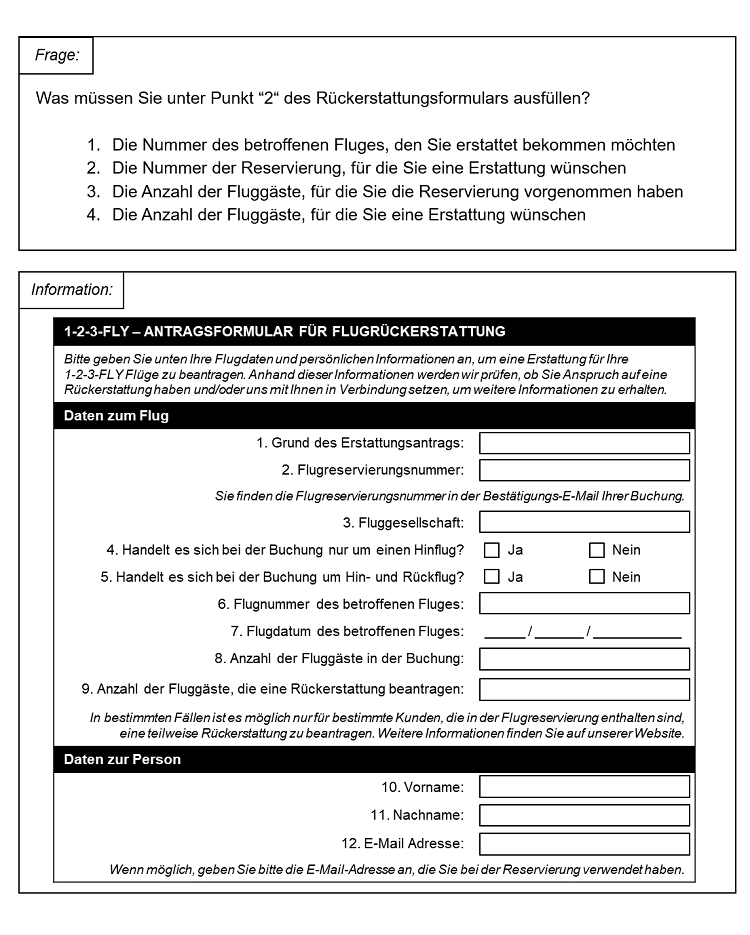 Frage:
Was müssen Sie unter Punkt “2“ des Rückerstattungsformulars ausfüllen?
1. Die Nummer des betroffenen Fluges, den Sie erstattet bekommen möchten
2. Die Nummer der Reservierung, für die Sie eine Erstattung wünschen
3. Die Anzahl der Fluggäste, für die Sie die Reservierung vorgenommen haben
4. Die Anzahl der Fluggäste, für die Sie eine Erstattung wünschen
Information:
1-2-3-FLY – ANTRAGSFORMULAR FÜR FLUGRÜCKERSTATTUNG
Bitte geben Sie unten Ihre Flugdaten und persönlichen Informationen an, um eine Erstattung für Ihre
1-2-3-FLY Flüge zu beantragen. Anhand dieser Informationen werden wir prüfen, ob Sie Anspruch auf eine
Rückerstattung haben und/oder uns mit Ihnen in Verbindung setzen, um weitere Informationen zu erhalten.
Daten zum Flug
1. Grund des Erstattungsantrags:
2. Flugreservierungsnummer:
Sie finden die Flugreservierungsnummer in der Bestätigungs-E-Mail Ihrer Buchung.
3. Fluggesellschaft:
4. Handelt es sich bei der Buchung nur um einen Hinflug? Ja Nein
5. Handelt es sich bei der Buchung um Hin- und Rückflug? Ja Nein
6. Flugnummer des betroffenen Fluges:
7. Flugdatum des betroffenen Fluges: _____ / ______ / ___________
8. Anzahl der Fluggäste in der Buchung:
9. Anzahl der Fluggäste, die eine Rückerstattung beantragen:
In bestimmten Fällen ist es möglich nur für bestimmte Kunden, die in der Flugreservierung enthalten sind,
eine teilweise Rückerstattung zu beantragen. Weitere Informationen finden Sie auf unserer Website.
Daten zur Person
10. Vorname:
11. Nachname:
12. E-Mail Adresse:
Wenn möglich, geben Sie bitte die E-Mail-Adresse an, die Sie bei der Reservierung verwendet haben.